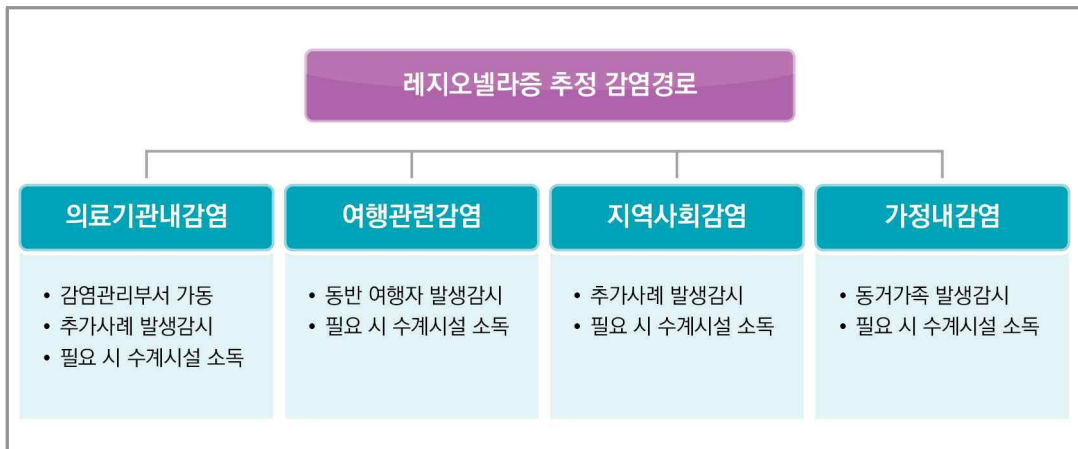 레지오넬라증 추정 감염경로
의료기관내감염
• 감염관리부서 가동
• 추가사례 발생감시
• 필요 시 수계시설 소독
여행관련감염
• 동반 여행자 발생감시
• 필요 시 수계시설 소독
지역사회감염
• 추가사례 발생감시
• 필요 시 수계시설 소독
가정내감염
• 동거가족 발생감시
• 필요 시 수계시설 소독